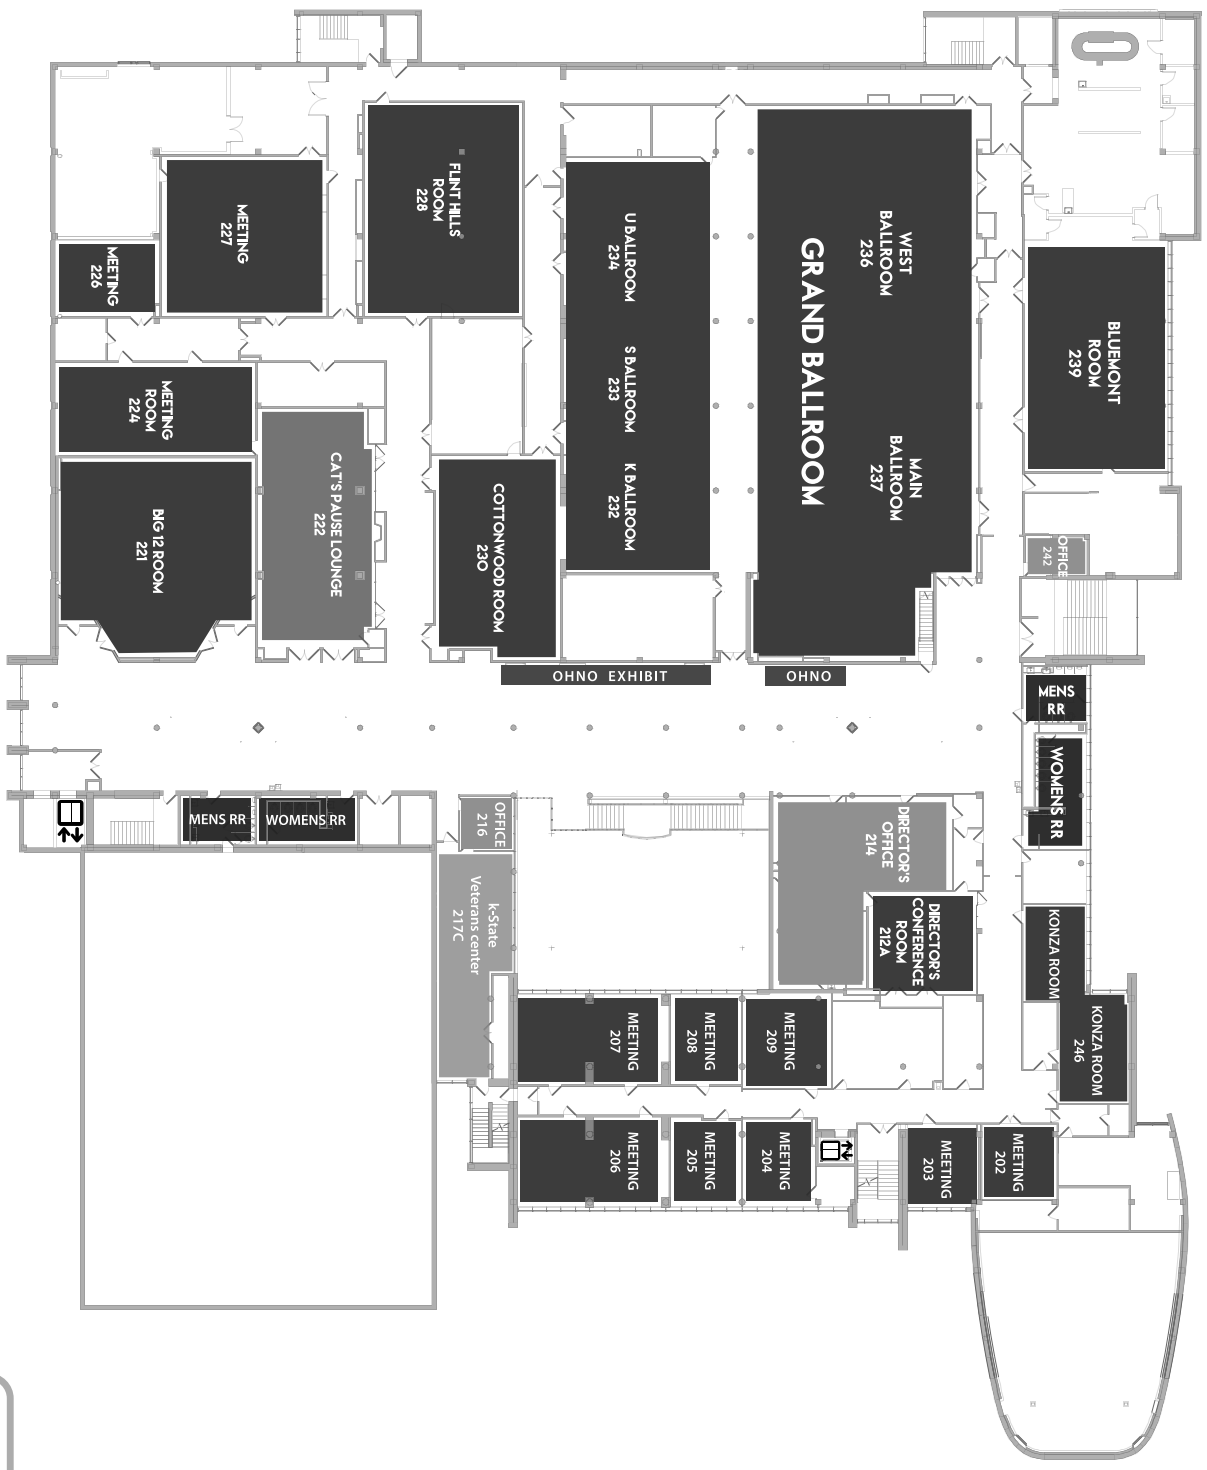 FLINT HILLS
ROOM
228
MEETING
227
MEETING
226
U BALLROOM
234
WEST
BALLROOM
236
GRAND BALLROOM
BLUEMONT
ROOM
239
S BALLROOM
233
MEETING
ROOM
224
CAT'S PAUSE LOUNGE
222
K BALLROOM
232
MAIN
BALLROOM
237
BIG 12 ROOM
221
COTTONWOOD ROOM
230
OFFICE
242
OHNO EXHIBIT
OHNO
MENS
RR
WOMENS RR
MENS RR
WOMENS RR
OFFICE
216
DIRECTOR'S
OFFICE
214
k-State
Veterans center
217C
DIRECTOR'S
CONFERENCE
ROOM
212A
KONZA ROOM
KONZA ROOM
246
MEETING
207
MEETING
208
MEETING
209
MEETING
206
MEETING
205
MEETING
204
MEETING
203
MEETING
202